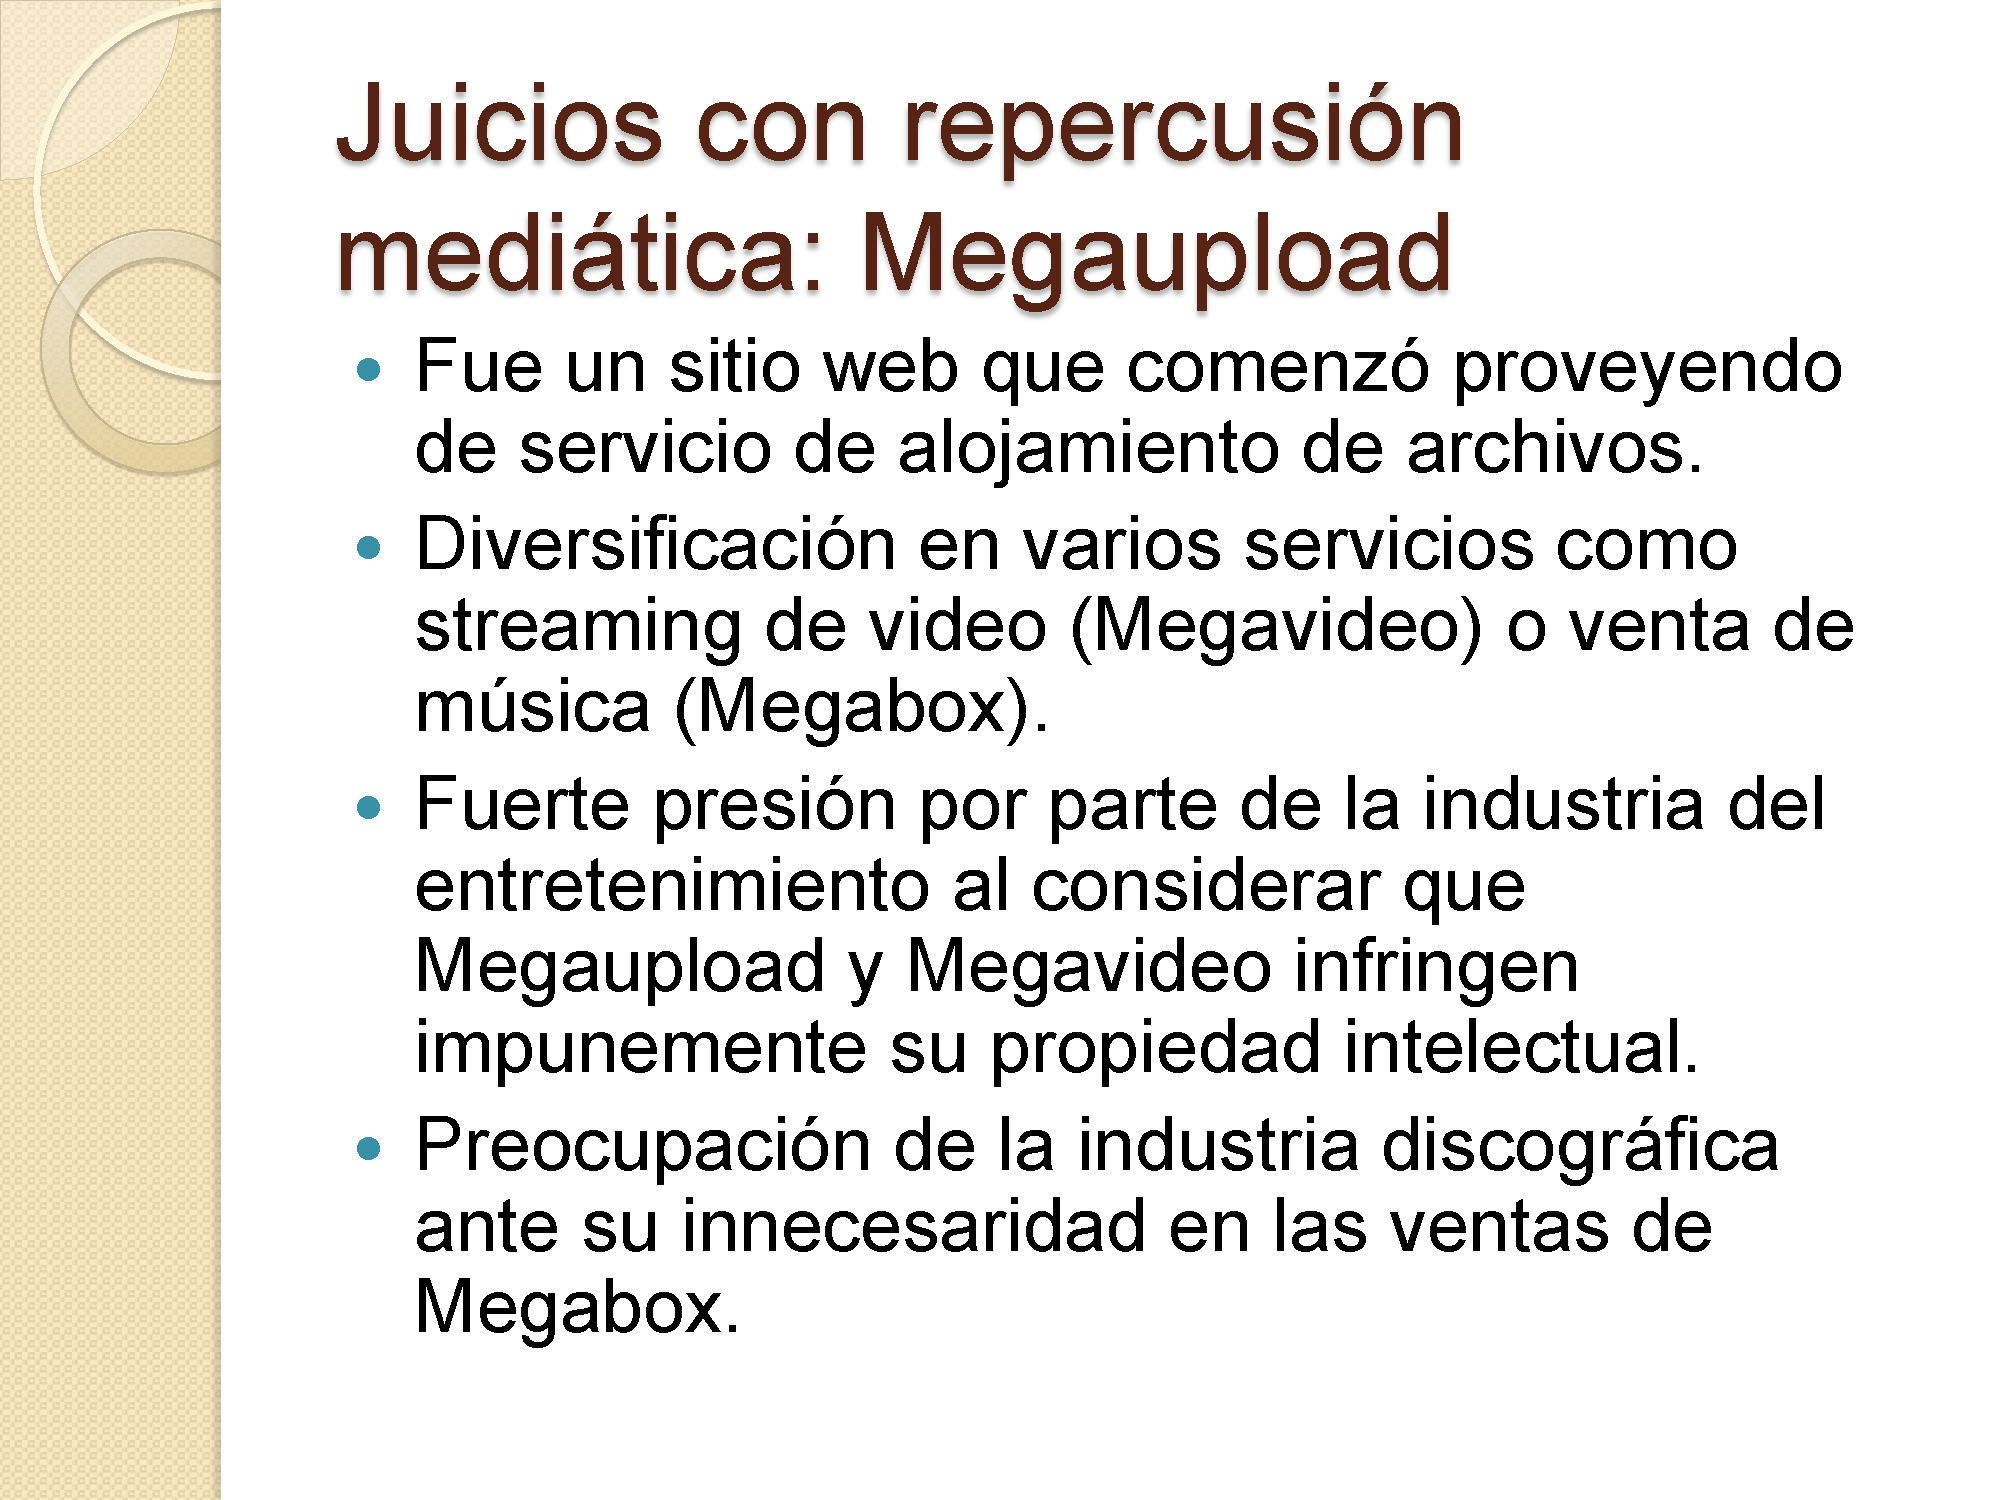 Juicios con repercusión
mediática: Megaupload
• Fue un sitio web que comenzó proveyendo
de servicio de alojamiento de archivos.
• Diversificación en varios servicios como
streaming de video (Megavideo) o venta de
música (Megabox).
• Fuerte presión por parte de la industria del
entretenimiento al considerar que
Megaupload y Megavideo infringen
impunemente su propiedad intelectual.
• Preocupación de la industria discográfica
ante su innecesaridad en las ventas de
Megabox.